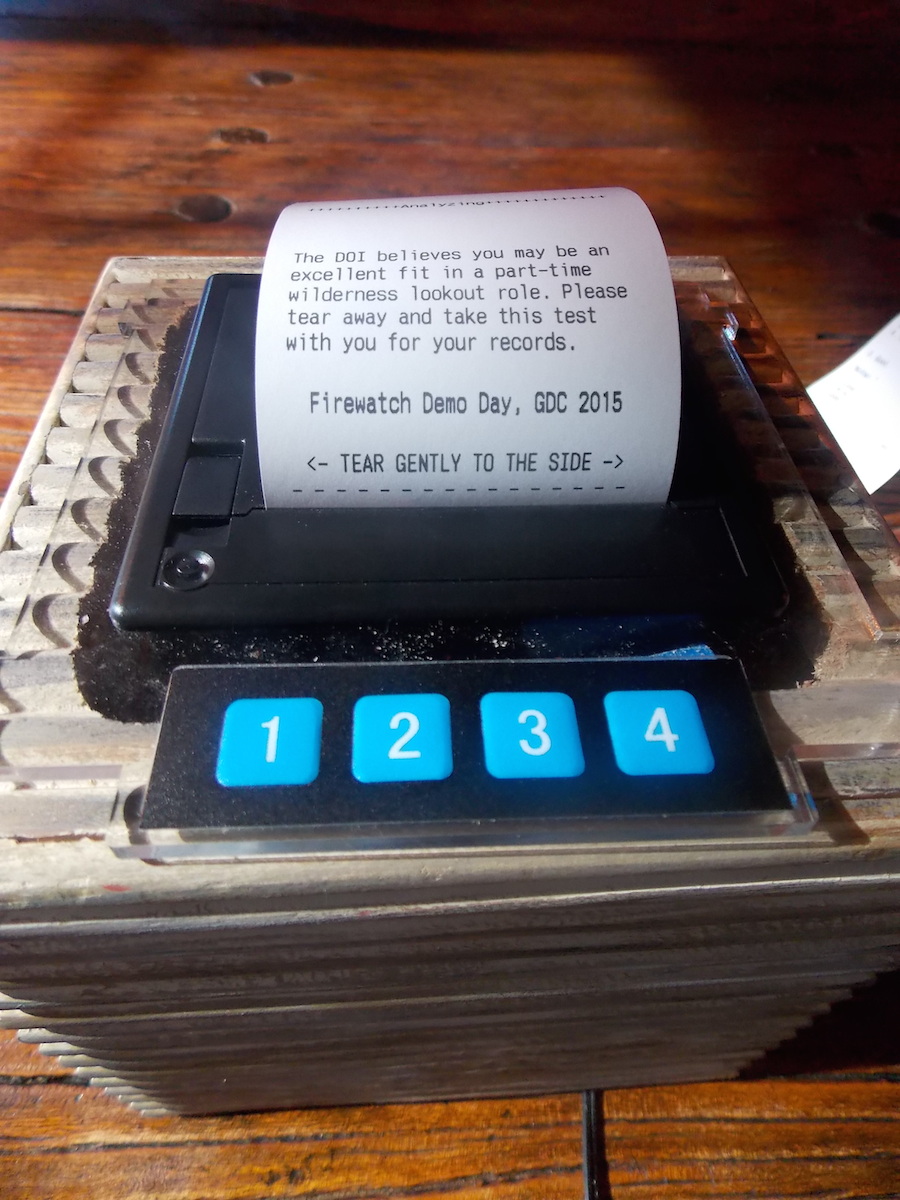 ++++++++++Analyzing+++++++++++++
The DOI believes you may be an
excellent fit in a part-time
wilderness lookout role. Please
tear away and take this test
with you for your records.
Firewatch Demo Day, GDC 2015
<- TEAR GENTLY TO THE SIDE ->
- - - - - - - - - - - - - - - -
1 2 3 4